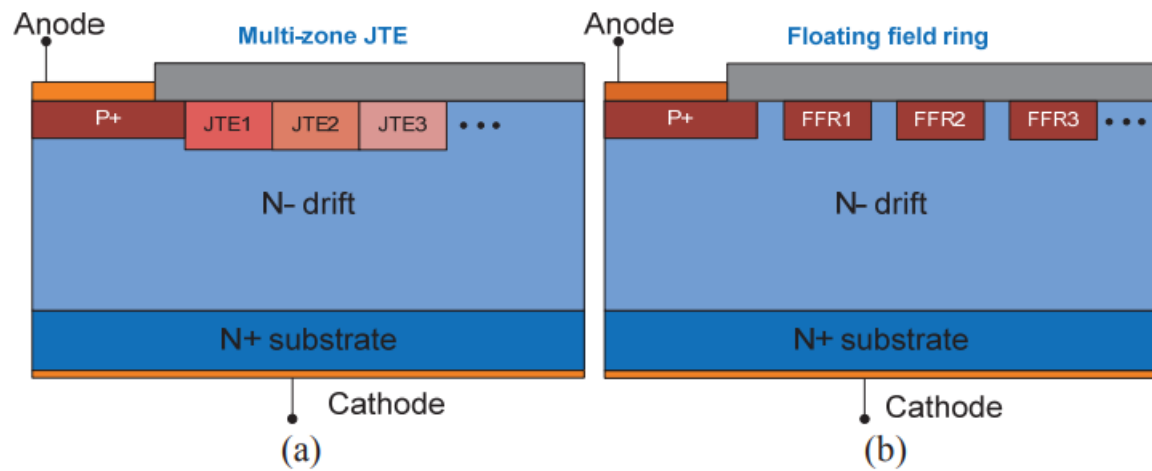 Anode
Multi-zone JTE
P+
JTE1
JTE2
JTE3
N- drift
N+ substrate
Cathode
(a)
Anode
Floating field ring
P+
FFR1
FFR2
FFR3
N- drift
N+ substrate
Cathode
(b)